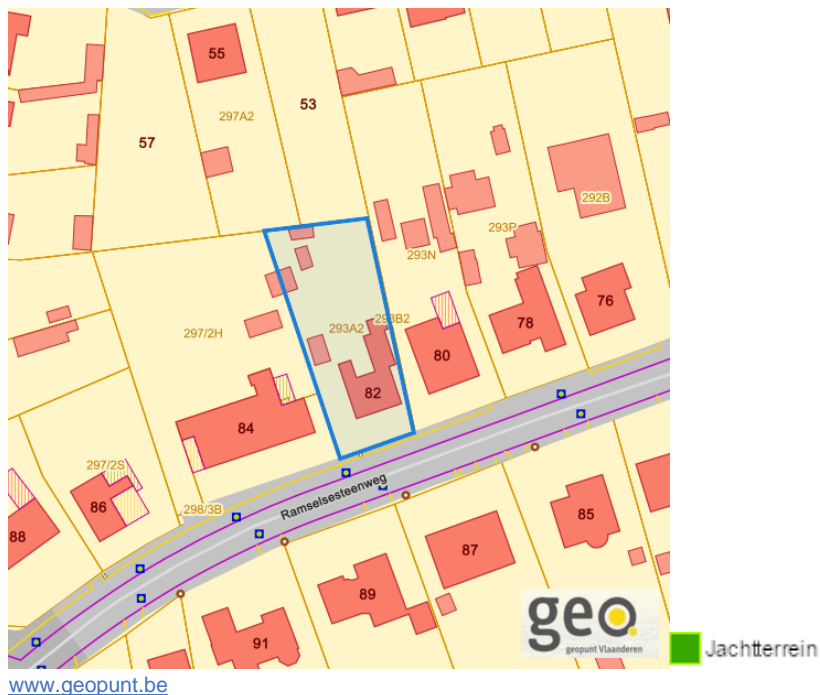 55
297A2
53
57
292B
293P
293N
297/2H
293A2
293B2
76
78
80
82
84
297/2S
86
298/3B
Ramselsesteenweg
88
85
87
89
91
geo.
geopunt Vlaanderen
Jachtterrein
www.geopunt.be